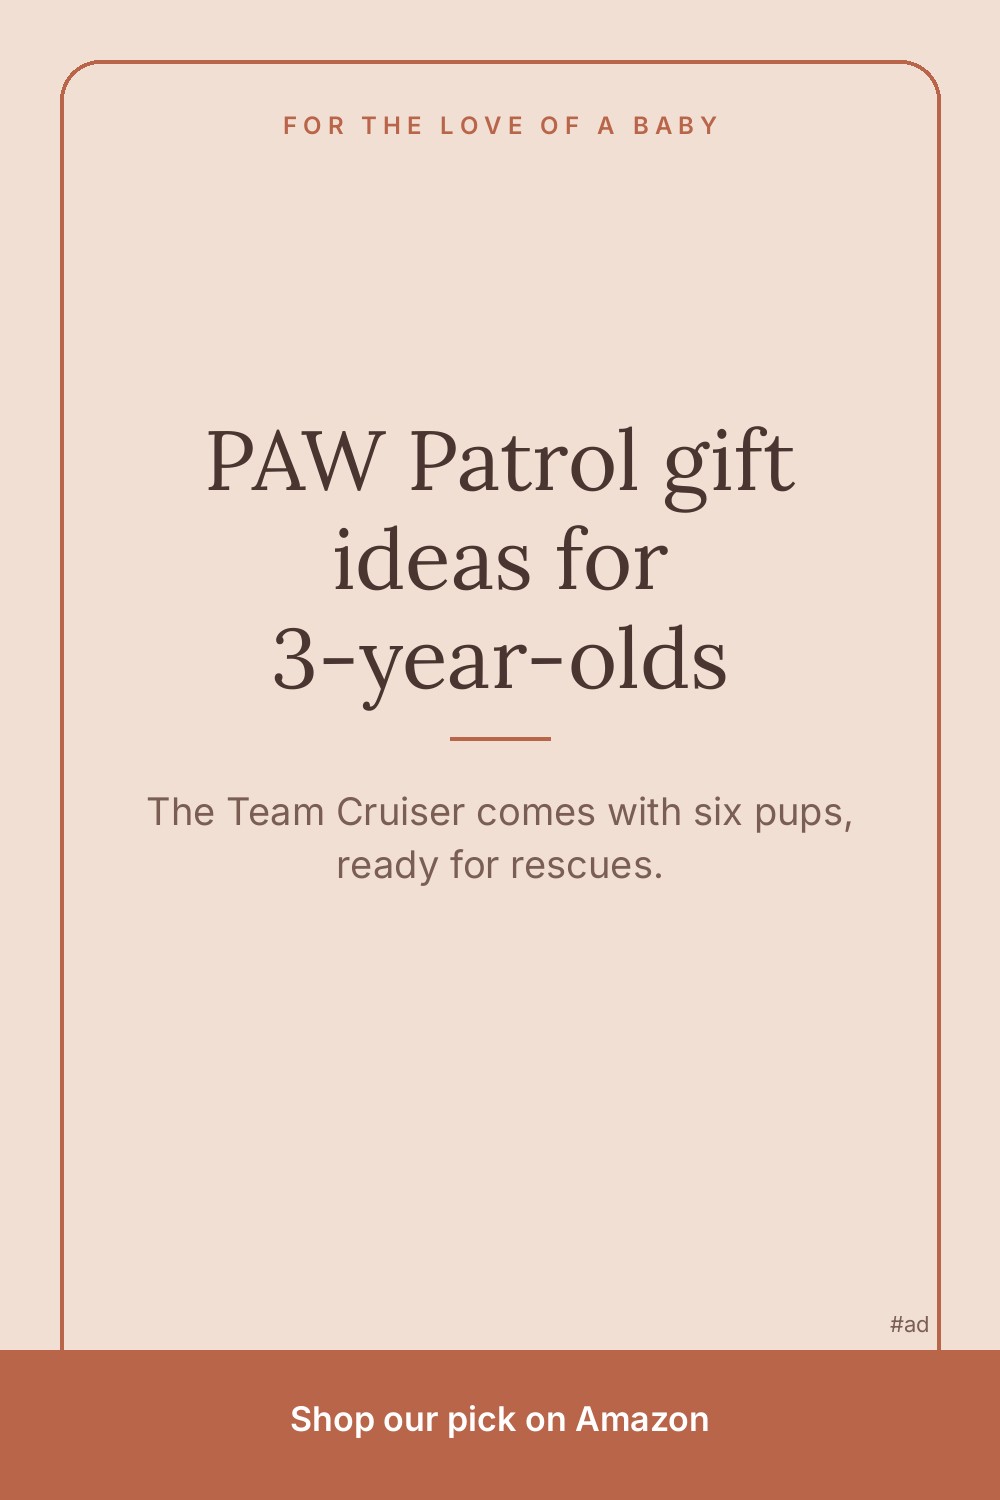 FOR THE LOVE OF A BABY
PAW Patrol gift
ideas for
3-year-olds
The Team Cruiser comes with six pups,
ready for rescues.
#ad
Shop our pick on Amazon